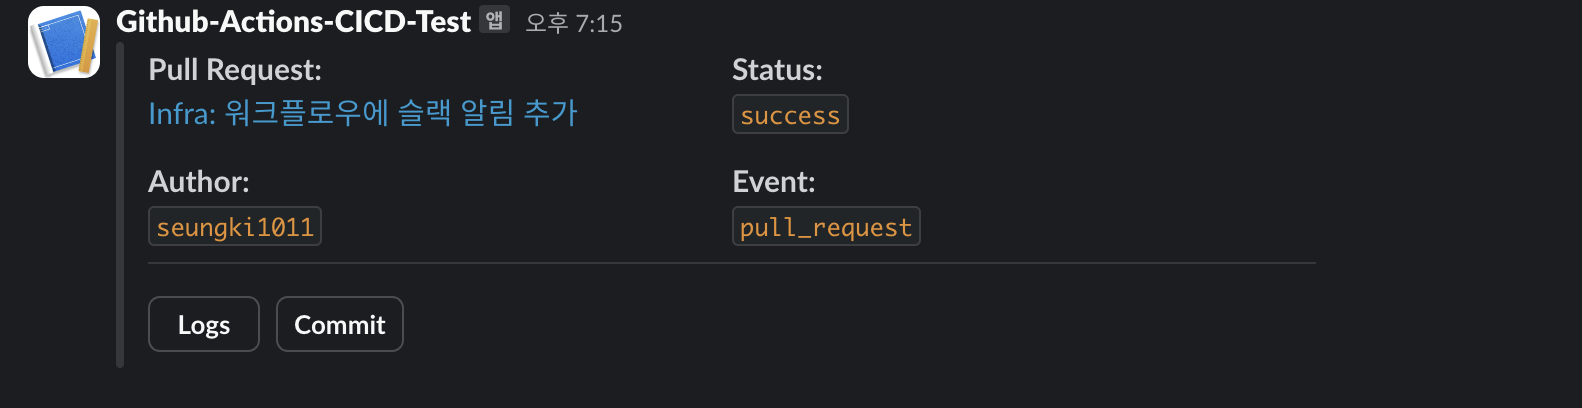 Github-Actions-CICD-Test 앱 오후 7:15
Pull Request:
Infra: 워크플로우에 슬랙 알림 추가
Status:
success
Author:
seungki1011
Event:
pull_request
Logs
Commit